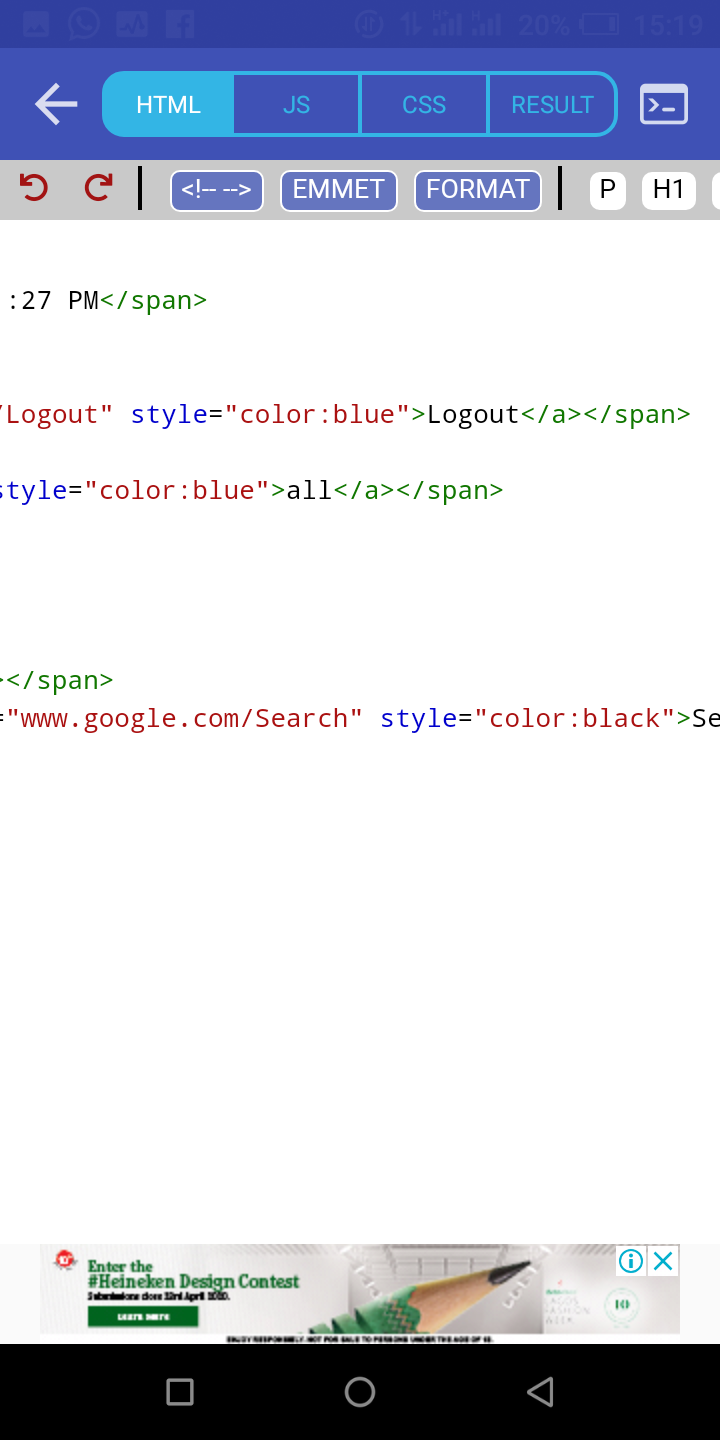 20% 15:19
HTML JS CSS RESULT
<!-- --> EMMET FORMAT P H1
:27 PM</span>
/Logout" style="color:blue">Logout</a></span>
style="color:blue">all</a></span>
></span>
="www.google.com/Search" style="color:black">Se
Enter the
#Heineken Design Contest
Submissions close 23rd April 2020.
LEARN MORE
LAGOS
FASHION
WEEK
10
ENJOY RESPONSIBLY. NOT FOR SALE TO PERSONS UNDER THE AGE OF 18.